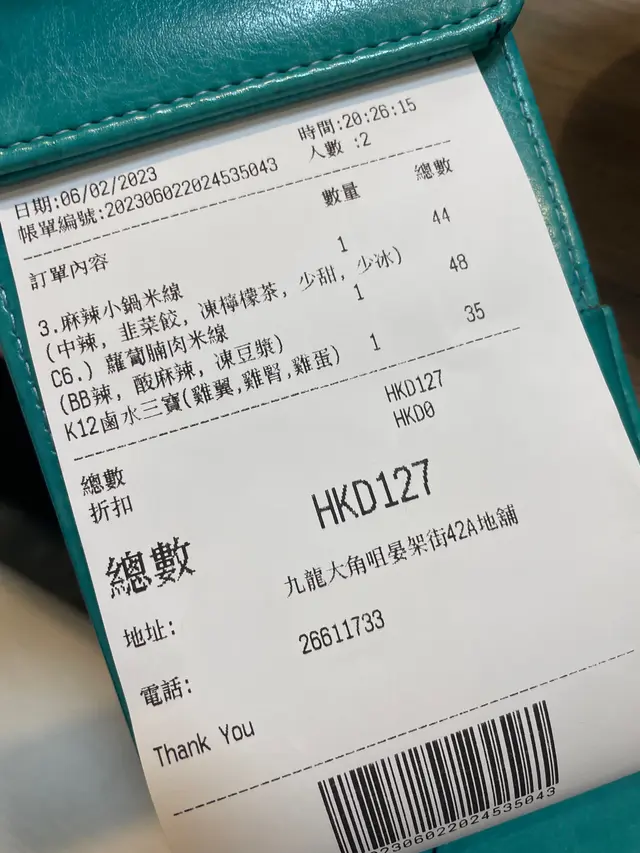 日期:06/02/2023 時間:20:26:15
帳單編號:202306022024535043 人數 :2
訂單內容 數量 總數
3.麻辣小鍋米線 1 44
(中辣, 韭菜餃, 凍檸檬茶, 少甜, 少冰)
C6.) 蘿蔔腩肉米線 1 48
(BB辣, 酸麻辣, 凍豆漿)
K12鹵水三寶(雞翼,雞腎,雞蛋) 1 35
總數 HKD127
折扣 HKD0
總數 HKD127
地址: 九龍大角咀晏架街42A地舖
電話: 26611733
Thank You
2306022024535043